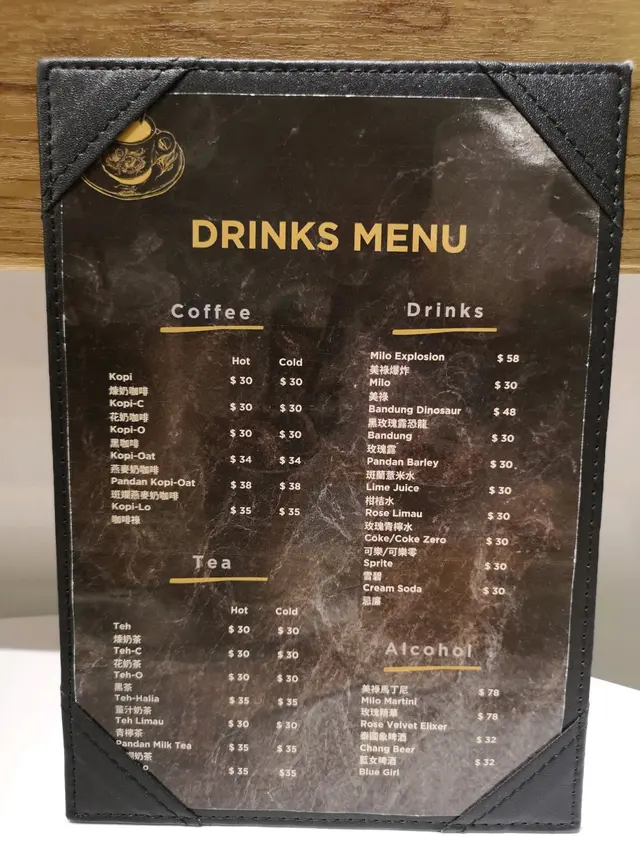 DRINKS MENU
Coffee
Hot Cold
Kopi $ 30 $ 30
煉奶咖啡
Kopi-C $ 30 $ 30
花奶咖啡
Kopi-O $ 30 $ 30
黑咖啡
Kopi-Oat $ 34 $ 34
燕麥奶咖啡
Pandan Kopi-Oat $ 38 $ 38
斑斕燕麥奶咖啡
Kopi-Lo $ 35 $ 35
咖啡祿
Tea
Hot Cold
Teh $ 30 $ 30
煉奶茶
Teh-C $ 30 $ 30
花奶茶
Teh-O $ 30 $ 30
黑茶
Teh-Halia $ 35 $ 35
薑汁奶茶
Teh Limau $ 30 $ 30
青檸茶
Pandan Milk Tea $ 35 $ 35
奶茶
$ 35 $35
Drinks
Milo Explosion $ 58
美祿爆炸
Milo $ 30
美祿
Bandung Dinosaur $ 48
黑玫瑰露恐龍
Bandung $ 30
玫瑰露
Pandan Barley $ 30
斑蘭薏米水
Lime Juice $ 30
柑桔水
Rose Limau $ 30
玫瑰青檸水
Coke/Coke Zero $ 30
可樂/可樂零
Sprite $ 30
雪碧
Cream Soda $ 30
忌廉
Alcohol
美祿馬丁尼 $ 78
Milo Martini
玫瑰精華 $ 78
Rose Velvet Elixer
泰國象啤酒 $ 32
Chang Beer
藍女啤酒 $ 32
Blue Girl